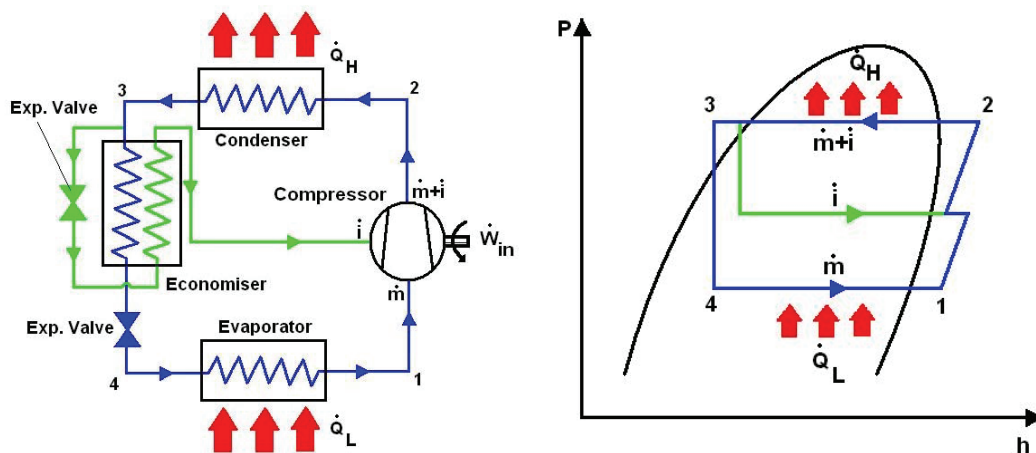 Q̇H
3
2
Exp. Valve
Condenser
Compressor
ṁ+i̇
i
Ẇin
ṁ
Economiser
Exp. Valve
Evaporator
4
1
Q̇L
P
Q̇H
3
2
ṁ+i̇
i̇
ṁ
4
1
Q̇L
h